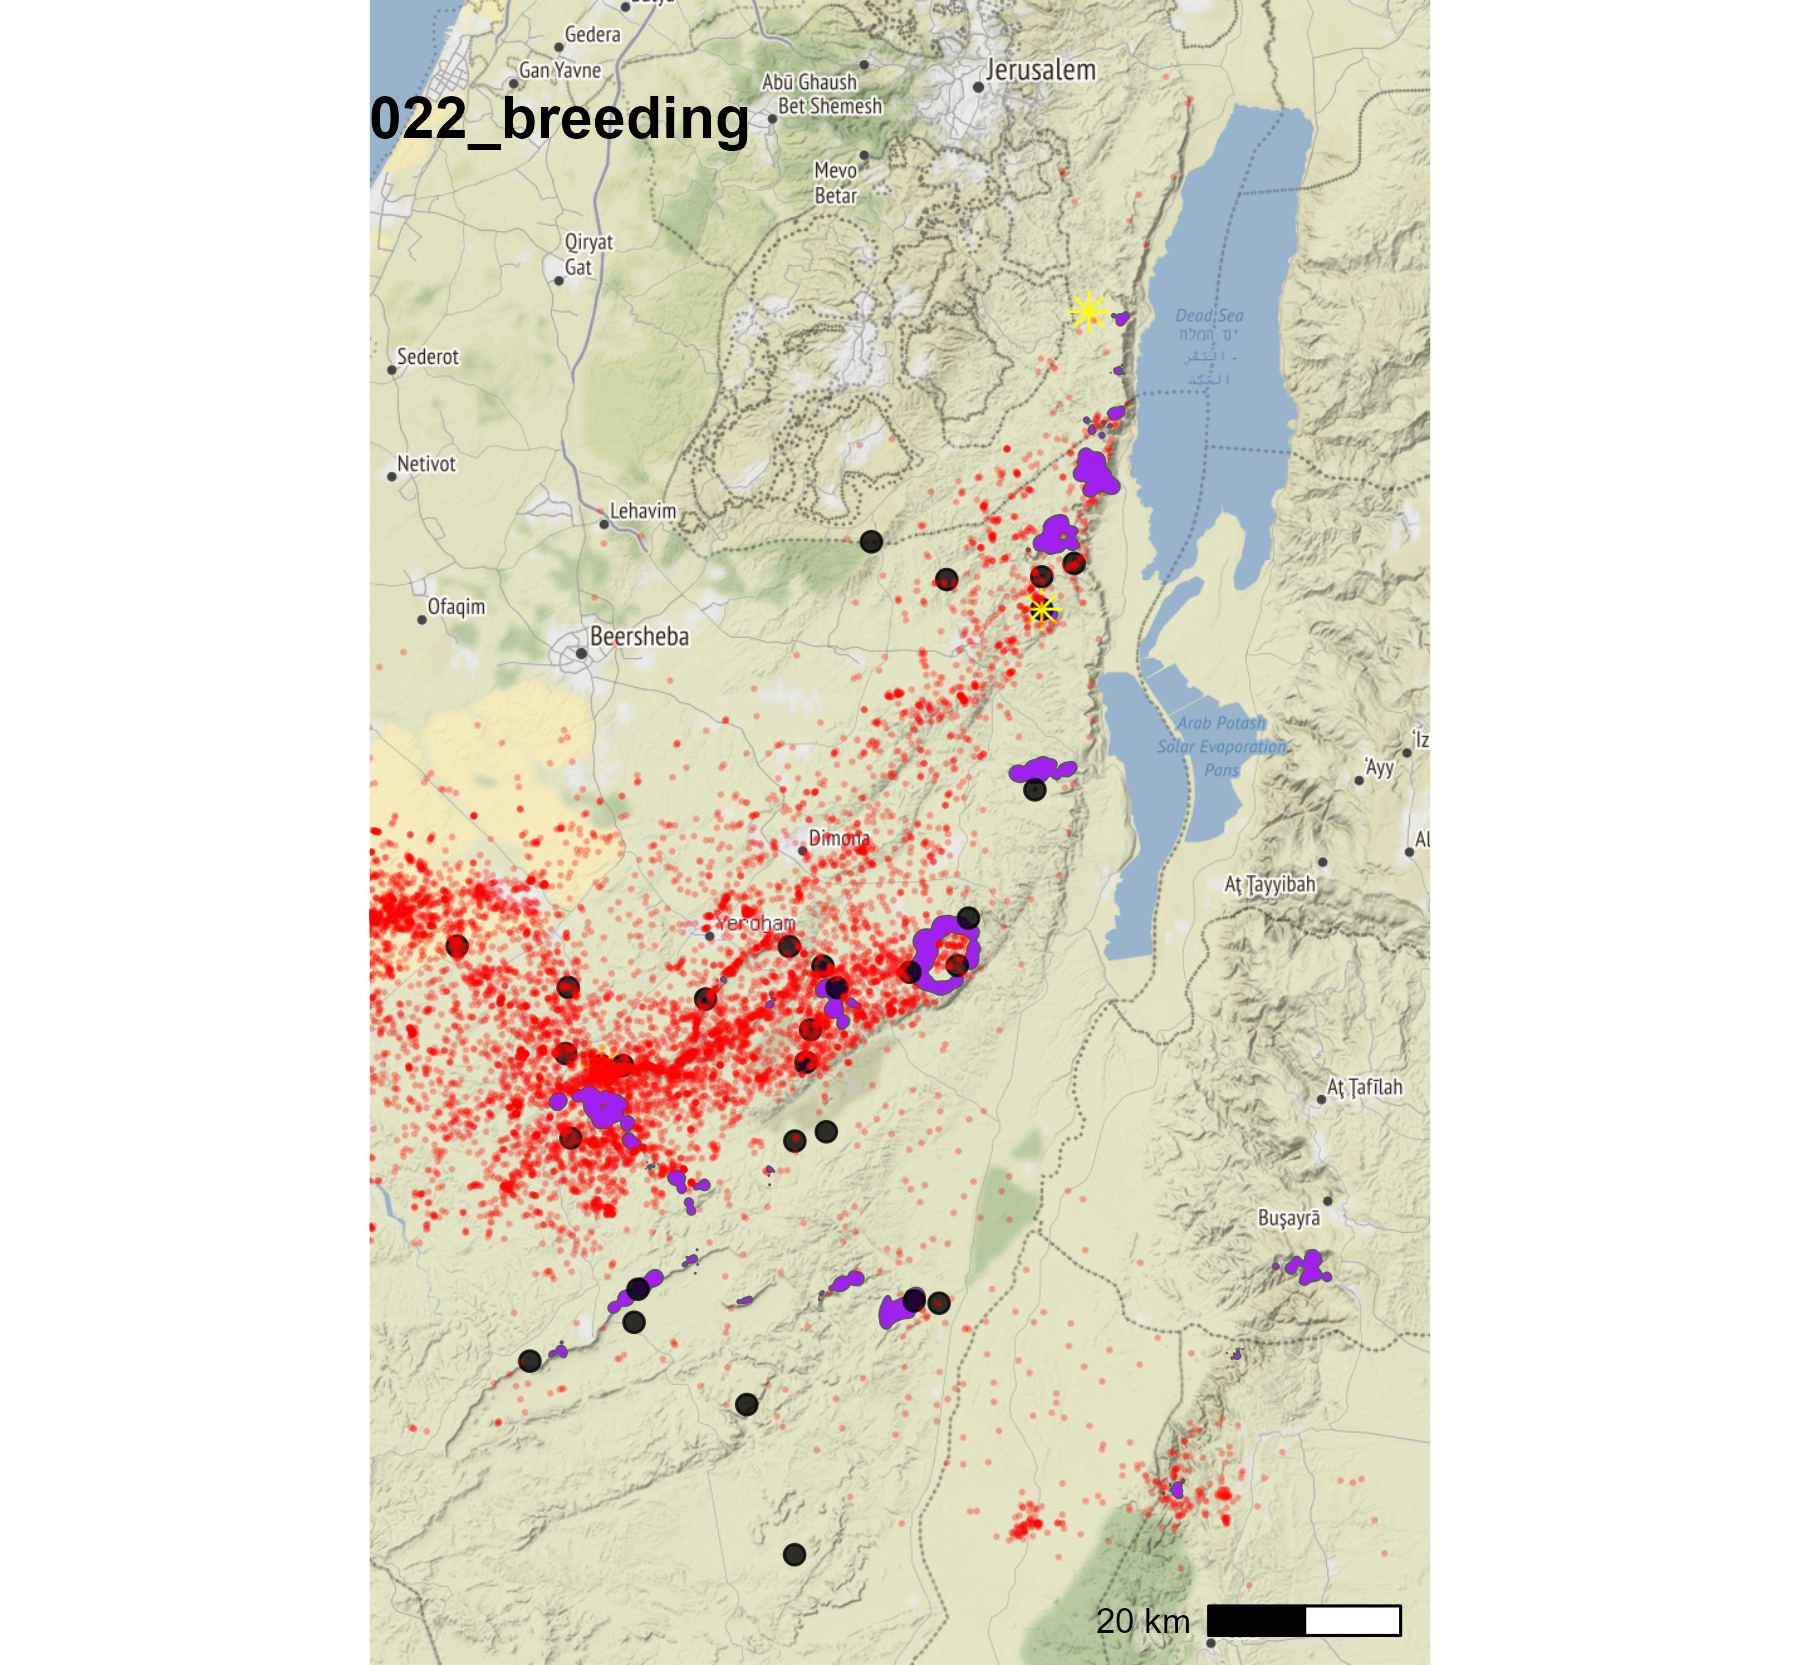 Gedera
Gan Yavne
Jerusalem
Abū Ghaush
Bet Shemesh
022_breeding
Mevo
Betar
Qiryat
Gat
Dead Sea
ים המלח
Sederot
Netivot
Lehavim
Ofaqim
Beersheba
Arab Potash
Solar Evaporation
Pans
'Iz
'Ayy
Dimona
Al
Aţ Ţayyibah
Yeroham
Aţ Ţafīlah
Buşayrā
20 km